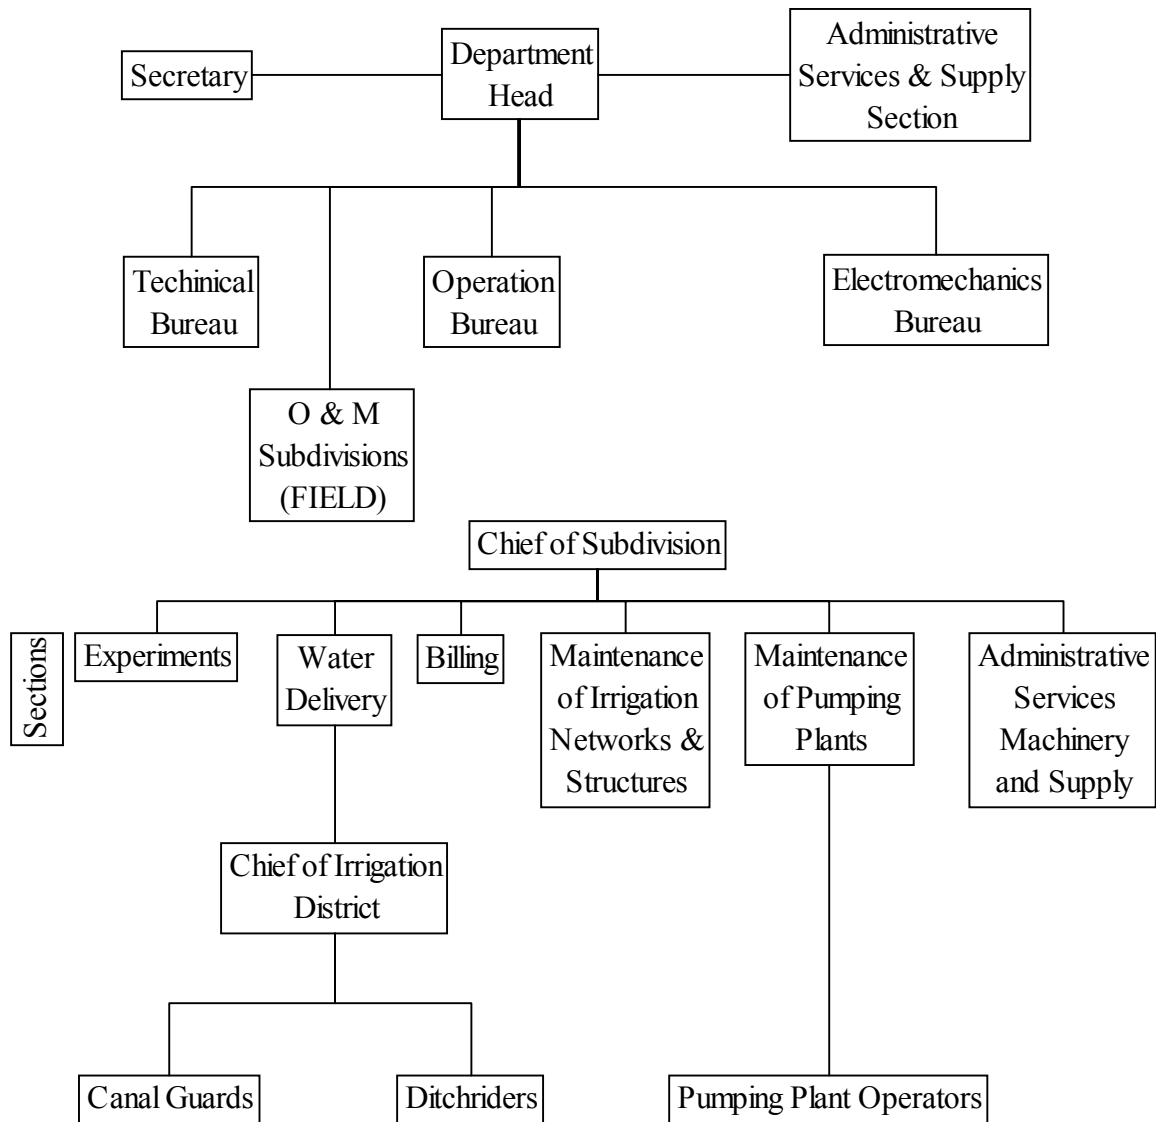 Secretary
Department
Head
Administrative
Services & Supply
Section
Techinical
Bureau
Operation
Bureau
Electromechanics
Bureau
O & M
Subdivisions
(FIELD)
Chief of Subdivision
Sections
Experiments
Water
Delivery
Billing
Maintenance
of Irrigation
Networks &
Structures
Maintenance
of Pumping
Plants
Administrative
Services
Machinery
and Supply
Chief of Irrigation
District
Canal Guards
Ditchriders
Pumping Plant Operators